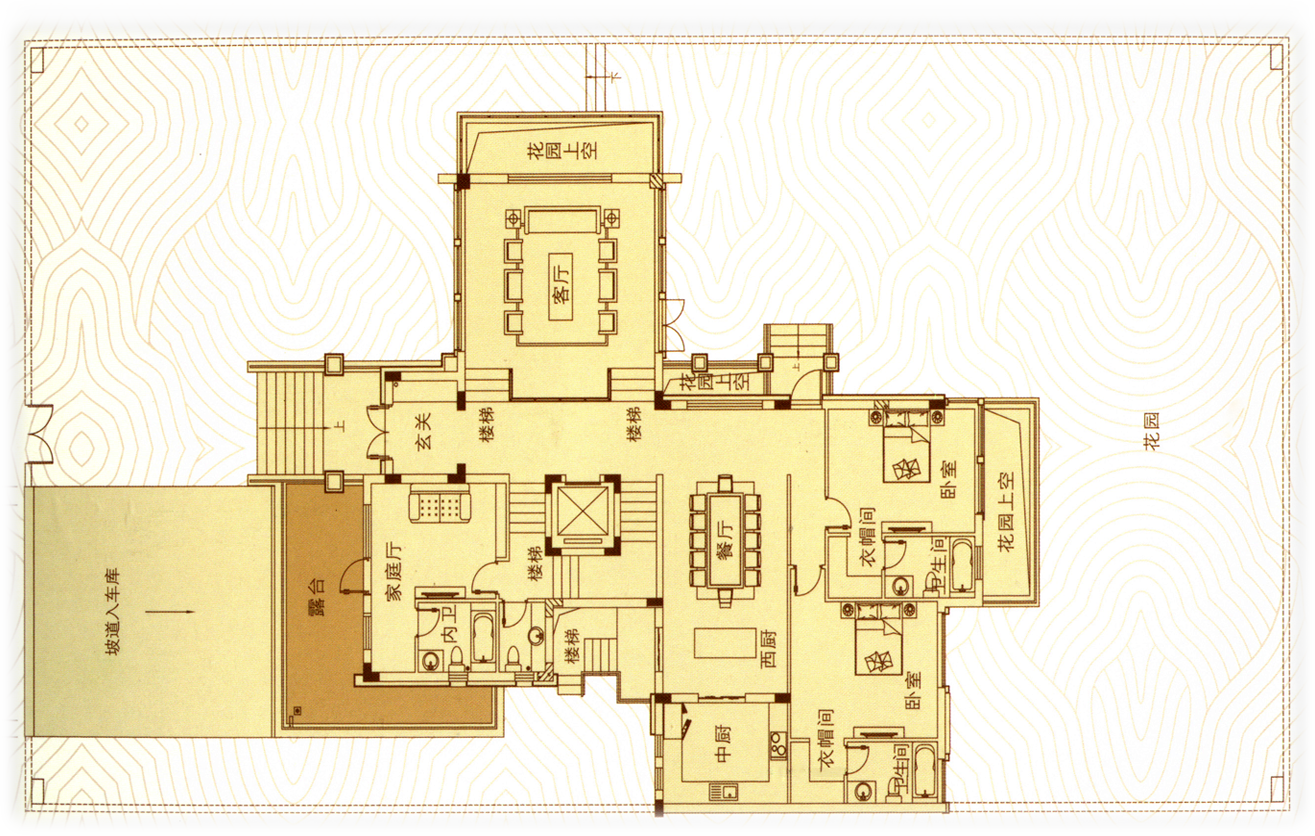 下
花园
上空
客厅
花园上空
上
上
玄关
楼梯
楼梯
花园
卧室
花园上空
餐厅
衣帽间
卫生间
家庭厅
楼梯
露台
坡道入车库
内卫
楼梯
西厨
卧室
中厨
衣帽间
卫生间